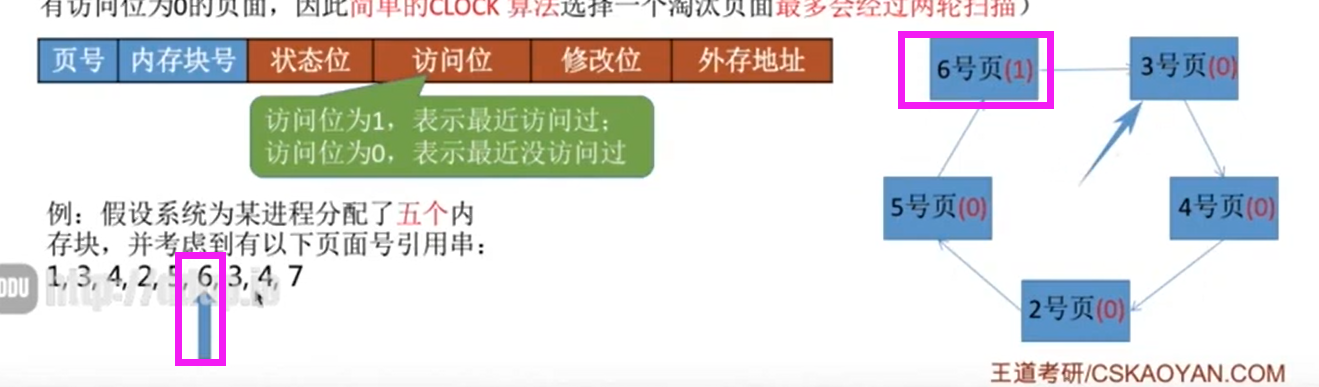 有访问位为0的页面，因此简单的CLOCK 算法选择一个淘汰页面最多会经过两轮扫描）
页号 内存块号 状态位 访问位 修改位 外存地址
访问位为1，表示最近访问过；
访问位为0，表示最近没访问过
例：假设系统为某进程分配了五个内
存块，并考虑到有以下页面号引用串：
1, 3, 4, 2, 5, 6, 3, 4, 7
6号页(1)
3号页(0)
5号页(0)
4号页(0)
2号页(0)
王道考研/CSKAOYAN.COM